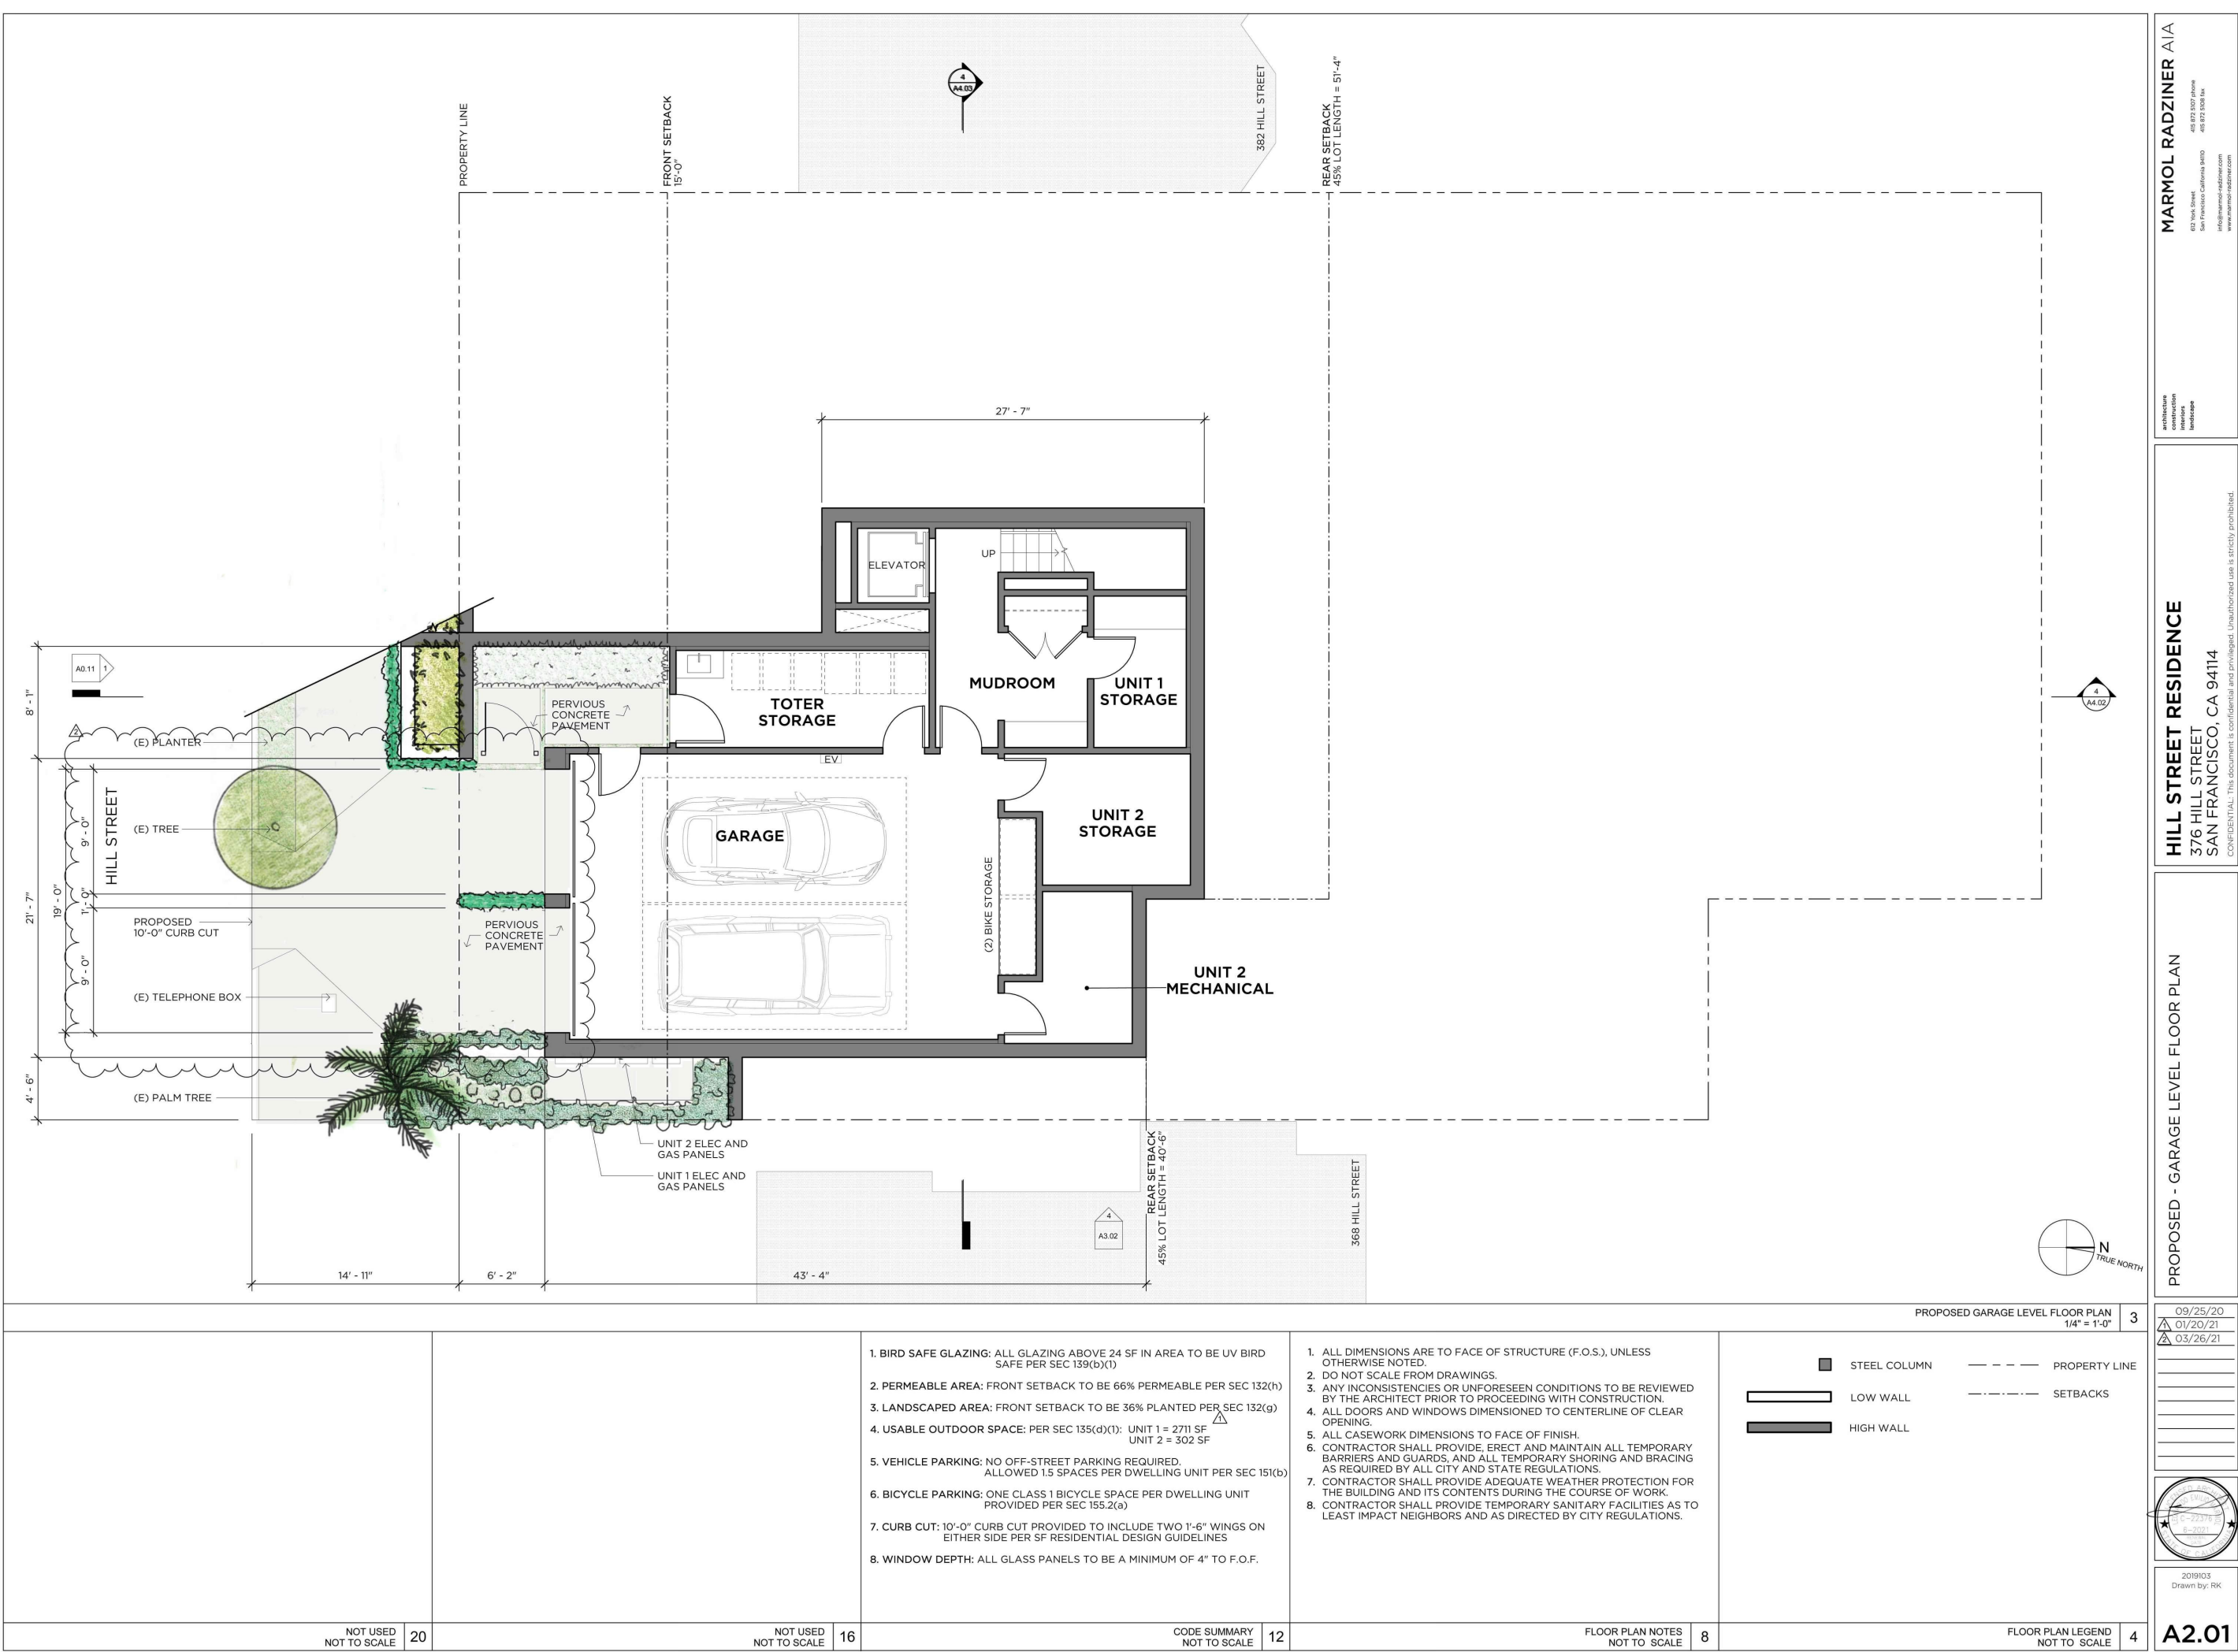 4
A4.03
382 HILL STREET
REAR SETBACK
45% LOT LENGTH = 51'-4"
PROPERTY LINE
FRONT SETBACK
15'-0"
27' - 7"
ELEVATOR
UP
MUDROOM
UNIT 1
STORAGE
TOTER
STORAGE
PERVIOUS
CONCRETE
PAVEMENT
EV
A0.11
1
8' - 1"
2
(E) PLANTER
HILL STREET
(E) TREE
9' - 0"
19' - 0"
1' - 0"
21' - 7"
9' - 0"
4' - 6"
PROPOSED
10'-0" CURB CUT
PERVIOUS
CONCRETE
PAVEMENT
(E) TELEPHONE BOX
(E) PALM TREE
GARAGE
UNIT 2
STORAGE
(2) BIKE STORAGE
UNIT 2
MECHANICAL
4
A4.02
UNIT 2 ELEC AND
GAS PANELS
UNIT 1 ELEC AND
GAS PANELS
REAR SETBACK
45% LOT LENGTH = 40'-6"
4
A3.02
368 HILL STREET
14' - 11"
6' - 2"
43' - 4"
N
TRUE NORTH
PROPOSED GARAGE LEVEL FLOOR PLAN
1/4" = 1'-0"
3
1. BIRD SAFE GLAZING: ALL GLAZING ABOVE 24 SF IN AREA TO BE UV BIRD
SAFE PER SEC 139(b)(1)
2. PERMEABLE AREA: FRONT SETBACK TO BE 66% PERMEABLE PER SEC 132(h)
3. LANDSCAPED AREA: FRONT SETBACK TO BE 36% PLANTED PER SEC 132(g)
1
4. USABLE OUTDOOR SPACE: PER SEC 135(d)(1): UNIT 1 = 2711 SF
UNIT 2 = 302 SF
5. VEHICLE PARKING: NO OFF-STREET PARKING REQUIRED.
ALLOWED 1.5 SPACES PER DWELLING UNIT PER SEC 151(b)
6. BICYCLE PARKING: ONE CLASS 1 BICYCLE SPACE PER DWELLING UNIT
PROVIDED PER SEC 155.2(a)
7. CURB CUT: 10'-0" CURB CUT PROVIDED TO INCLUDE TWO 1'-6" WINGS ON
EITHER SIDE PER SF RESIDENTIAL DESIGN GUIDELINES
8. WINDOW DEPTH: ALL GLASS PANELS TO BE A MINIMUM OF 4" TO F.O.F.
1. ALL DIMENSIONS ARE TO FACE OF STRUCTURE (F.O.S.), UNLESS
OTHERWISE NOTED.
2. DO NOT SCALE FROM DRAWINGS.
3. ANY INCONSISTENCIES OR UNFORESEEN CONDITIONS TO BE REVIEWED
BY THE ARCHITECT PRIOR TO PROCEEDING WITH CONSTRUCTION.
4. ALL DOORS AND WINDOWS DIMENSIONED TO CENTERLINE OF CLEAR
OPENING.
5. ALL CASEWORK DIMENSIONS TO FACE OF FINISH.
6. CONTRACTOR SHALL PROVIDE, ERECT AND MAINTAIN ALL TEMPORARY
BARRIERS AND GUARDS, AND ALL TEMPORARY SHORING AND BRACING
AS REQUIRED BY ALL CITY AND STATE REGULATIONS.
7. CONTRACTOR SHALL PROVIDE ADEQUATE WEATHER PROTECTION FOR
THE BUILDING AND ITS CONTENTS DURING THE COURSE OF WORK.
8. CONTRACTOR SHALL PROVIDE TEMPORARY SANITARY FACILITIES AS TO
LEAST IMPACT NEIGHBORS AND AS DIRECTED BY CITY REGULATIONS.
STEEL COLUMN
LOW WALL
HIGH WALL
PROPERTY LINE
SETBACKS
NOT USED
NOT TO SCALE
20
NOT USED
NOT TO SCALE
16
CODE SUMMARY
NOT TO SCALE
12
FLOOR PLAN NOTES
NOT TO SCALE
8
FLOOR PLAN LEGEND
NOT TO SCALE
4
MARMOL RADZINER AIA
612 York Street
San Francisco California 94110
415 872 5107 phone
415 872 5108 fax
info@marmol-radziner.com
www.marmol-radziner.com
architecture
construction
interiors
landscape
HILL STREET RESIDENCE
376 HILL STREET
SAN FRANCISCO, CA 94114
CONFIDENTIAL: This document is confidential and privileged. Unauthorized use is strictly prohibited.
PROPOSED - GARAGE LEVEL FLOOR PLAN
09/25/20
1 01/20/21
2 03/26/21
2019103
Drawn by: RK
A2.01